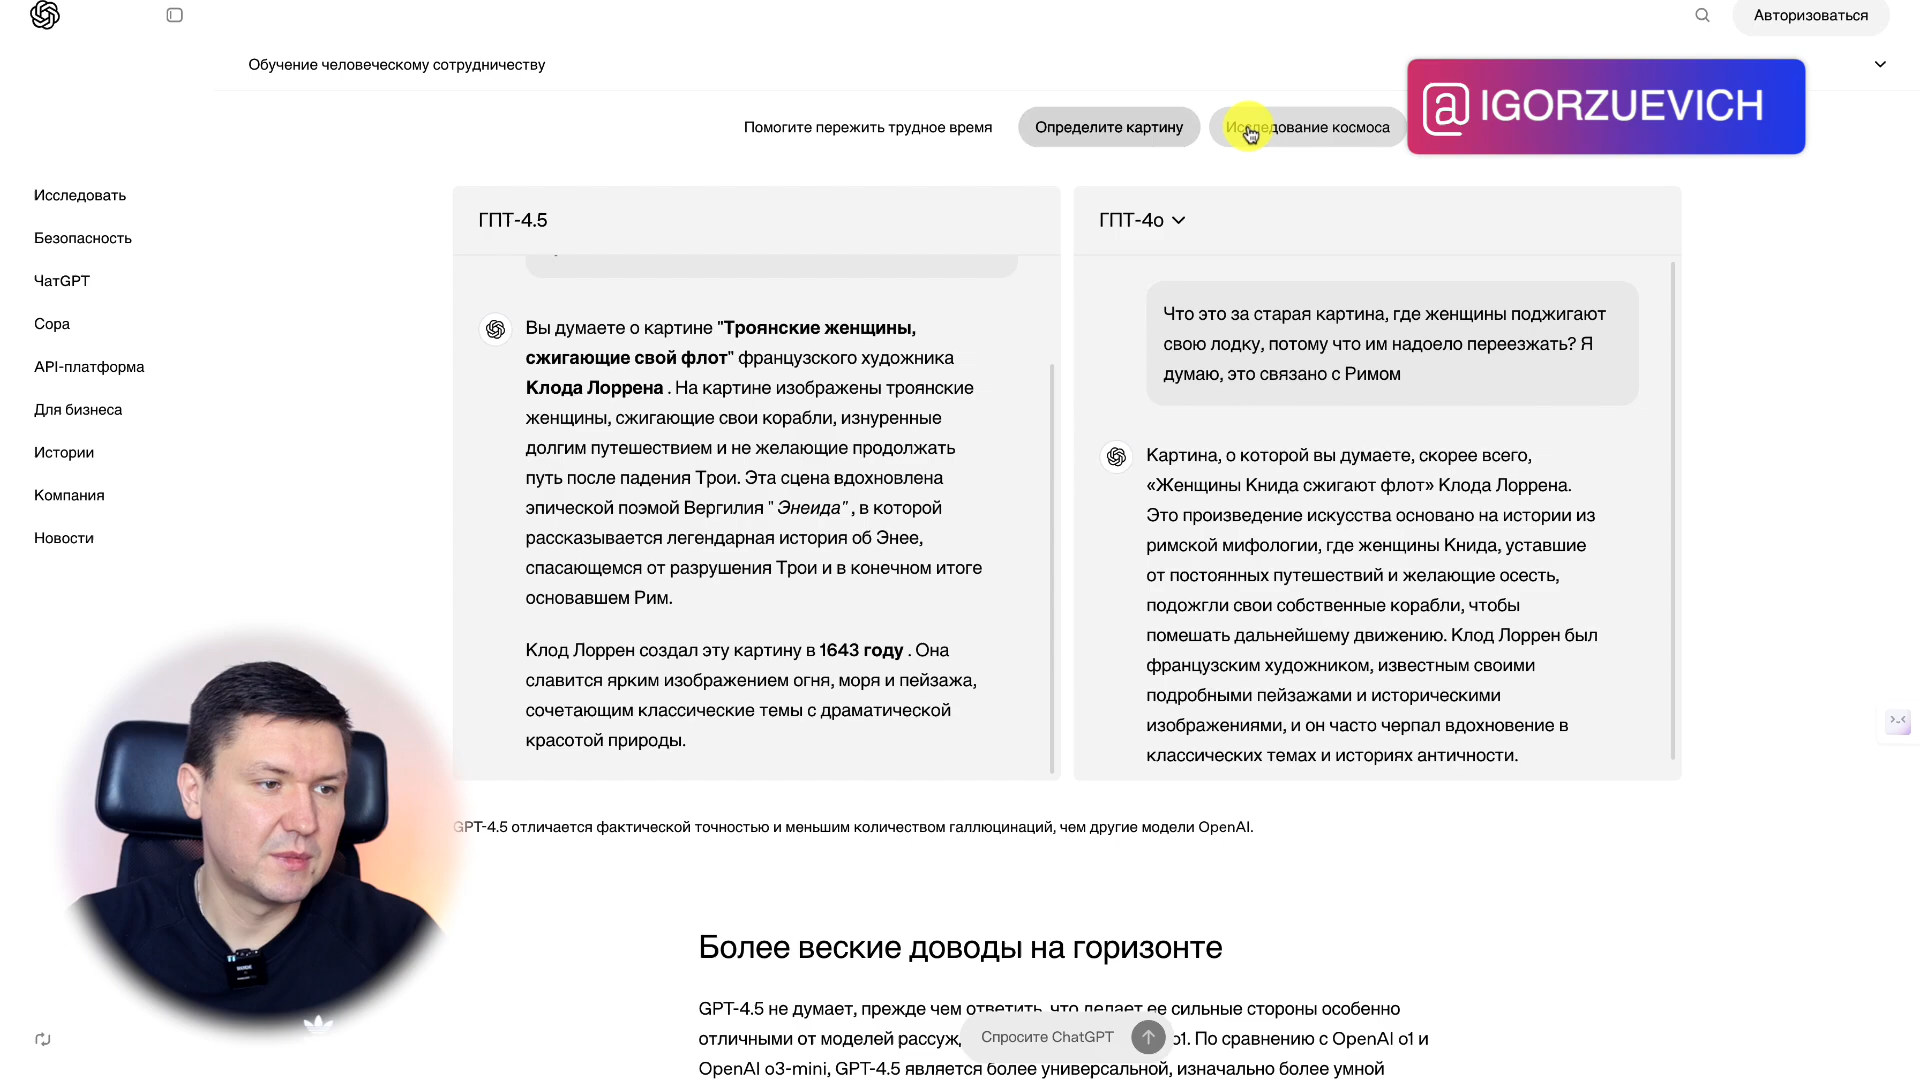 Авторизоваться
Обучение человеческому сотрудничеству
@IGORZUEVICH
Помогите пережить трудное время
Определите картину
Исследование космоса
Исследовать
Безопасность
ЧатGPT
Сора
API-платформа
Для бизнеса
Истории
Компания
Новости
ГПТ-4.5
Вы думаете о картине "Троянские женщины,
сжигающие свой флот" французского художника
Клода Лоррена . На картине изображены троянские
женщины, сжигающие свои корабли, изнуренные
долгим путешествием и не желающие продолжать
путь после падения Трои. Эта сцена вдохновлена
эпической поэмой Вергилия " Энеида" , в которой
рассказывается легендарная история об Энее,
спасающемся от разрушения Трои и в конечном итоге
основавшем Рим.
Клод Лоррен создал эту картину в 1643 году . Она
славится ярким изображением огня, моря и пейзажа,
сочетающим классические темы с драматической
красотой природы.
ГПТ-4о
Что это за старая картина, где женщины поджигают
свою лодку, потому что им надоело переезжать? Я
думаю, это связано с Римом
Картина, о которой вы думаете, скорее всего,
«Женщины Книда сжигают флот» Клода Лоррена.
Это произведение искусства основано на истории из
римской мифологии, где женщины Книда, уставшие
от постоянных путешествий и желающие осесть,
подожгли свои собственные корабли, чтобы
помешать дальнейшему движению. Клод Лоррен был
французским художником, известным своими
подробными пейзажами и историческими
изображениями, и он часто черпал вдохновение в
классических темах и историях античности.
GPT-4.5 отличается фактической точностью и меньшим количеством галлюцинаций, чем другие модели OpenAI.
Более веские доводы на горизонте
GPT-4.5 не думает, прежде чем ответить, что делает ее сильные стороны особенно
отличными от моделей рассужд o1. По сравнению с OpenAI o1 и
OpenAI o3-mini, GPT-4.5 является более универсальной, изначально более умной
Спросите ChatGPT